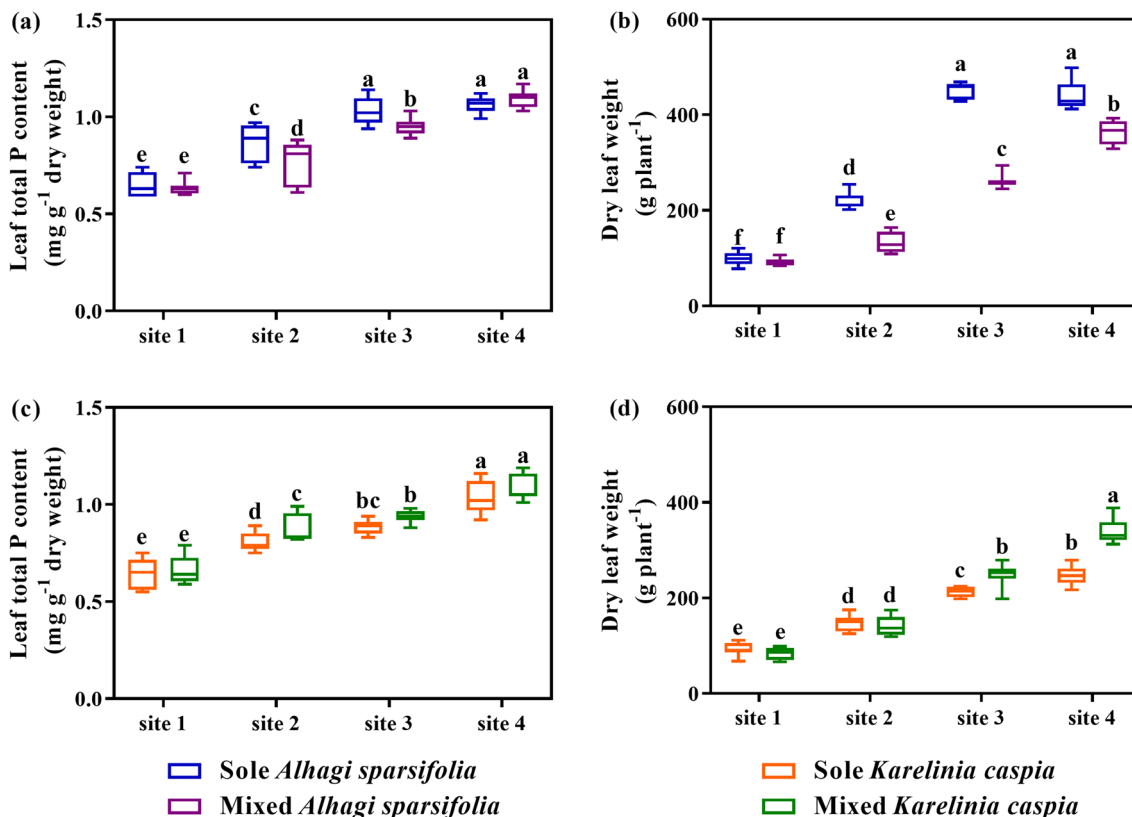 (a)
Leaf total P content
(mg g⁻¹ dry weight)
1.5
1.0
0.5
0.0
e e c d a b a a
site 1 site 2 site 3 site 4
(b)
Dry leaf weight
(g plant⁻¹)
600
400
200
0
f f d e a c a b
site 1 site 2 site 3 site 4
(c)
Leaf total P content
(mg g⁻¹ dry weight)
1.5
1.0
0.5
0.0
e e d c bc b a a
site 1 site 2 site 3 site 4
(d)
Dry leaf weight
(g plant⁻¹)
600
400
200
0
e e d d c b b a
site 1 site 2 site 3 site 4
Sole Alhagi sparsifolia
Mixed Alhagi sparsifolia
Sole Karelinia caspia
Mixed Karelinia caspia